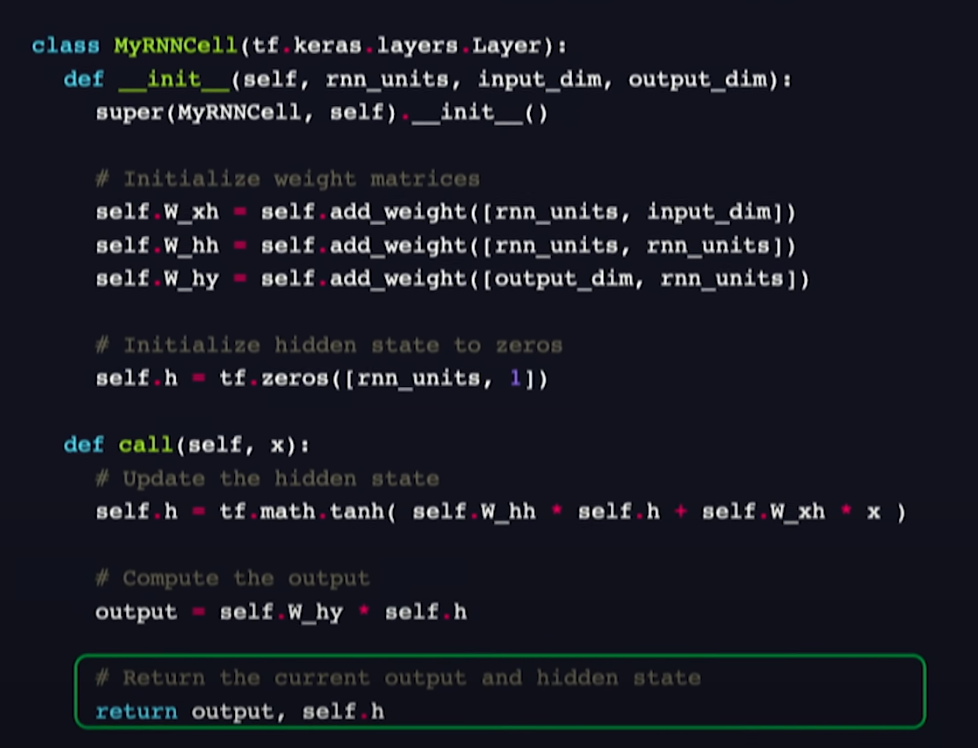 class MyRNNCell(tf.keras.layers.Layer):
def __init__(self, rnn_units, input_dim, output_dim):
super(MyRNNCell, self).__init__()
# Initialize weight matrices
self.W_xh = self.add_weight([rnn_units, input_dim])
self.W_hh = self.add_weight([rnn_units, rnn_units])
self.W_hy = self.add_weight([output_dim, rnn_units])
# Initialize hidden state to zeros
self.h = tf.zeros([rnn_units, 1])
def call(self, x):
# Update the hidden state
self.h = tf.math.tanh( self.W_hh * self.h + self.W_xh * x )
# Compute the output
output = self.W_hy * self.h
# Return the current output and hidden state
return output, self.h